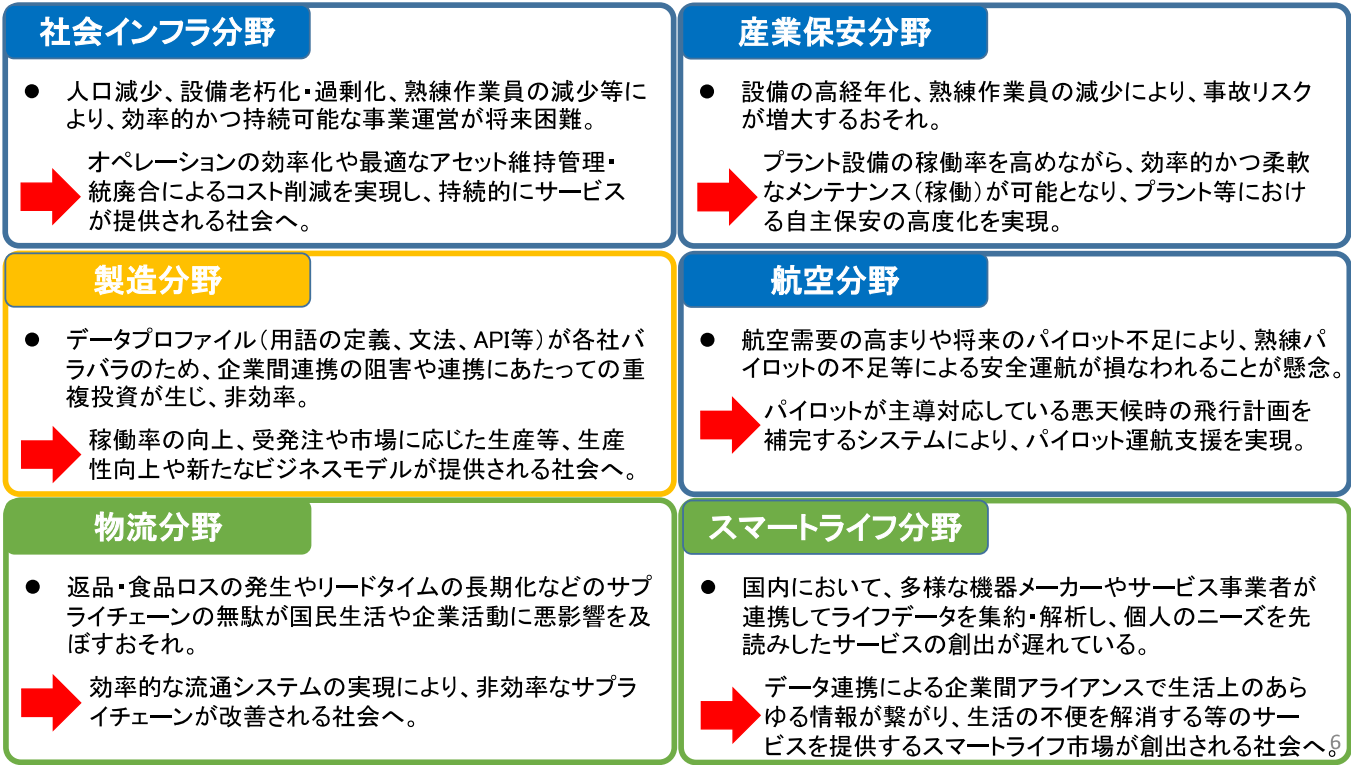 社会インフラ分野
● 人口減少、設備老朽化・過剰化、熟練作業員の減少等に
より、効率的かつ持続可能な事業運営が将来困難。
オペレーションの効率化や最適なアセット維持管理・
統廃合によるコスト削減を実現し、持続的にサービス
が提供される社会へ。
産業保安分野
● 設備の高経年化、熟練作業員の減少により、事故リスク
が増大するおそれ。
プラント設備の稼働率を高めながら、効率的かつ柔軟
なメンテナンス（稼働）が可能となり、プラント等におけ
る自主保安の高度化を実現。
製造分野
● データプロファイル（用語の定義、文法、API等）が各社バ
ラバラのため、企業間連携の阻害や連携にあたっての重
複投資が生じ、非効率。
稼働率の向上、受発注や市場に応じた生産等、生産
性向上や新たなビジネスモデルが提供される社会へ。
航空分野
● 航空需要の高まりや将来のパイロット不足により、熟練パ
イロットの不足等による安全運航が損なわれることが懸念。
パイロットが主導対応している悪天候時の飛行計画を
補完するシステムにより、パイロット運航支援を実現。
物流分野
● 返品・食品ロスの発生やリードタイムの長期化などのサプ
ライチェーンの無駄が国民生活や企業活動に悪影響を及
ぼすおそれ。
効率的な流通システムの実現により、非効率なサプラ
イチェーンが改善される社会へ。
スマートライフ分野
● 国内において、多様な機器メーカーやサービス事業者が
連携してライフデータを集約・解析し、個人のニーズを先
読みしたサービスの創出が遅れている。
データ連携による企業間アライアンスで生活上のあら
ゆる情報が繋がり、生活の不便を解消する等のサー
ビスを提供するスマートライフ市場が創出される社会へ。
6